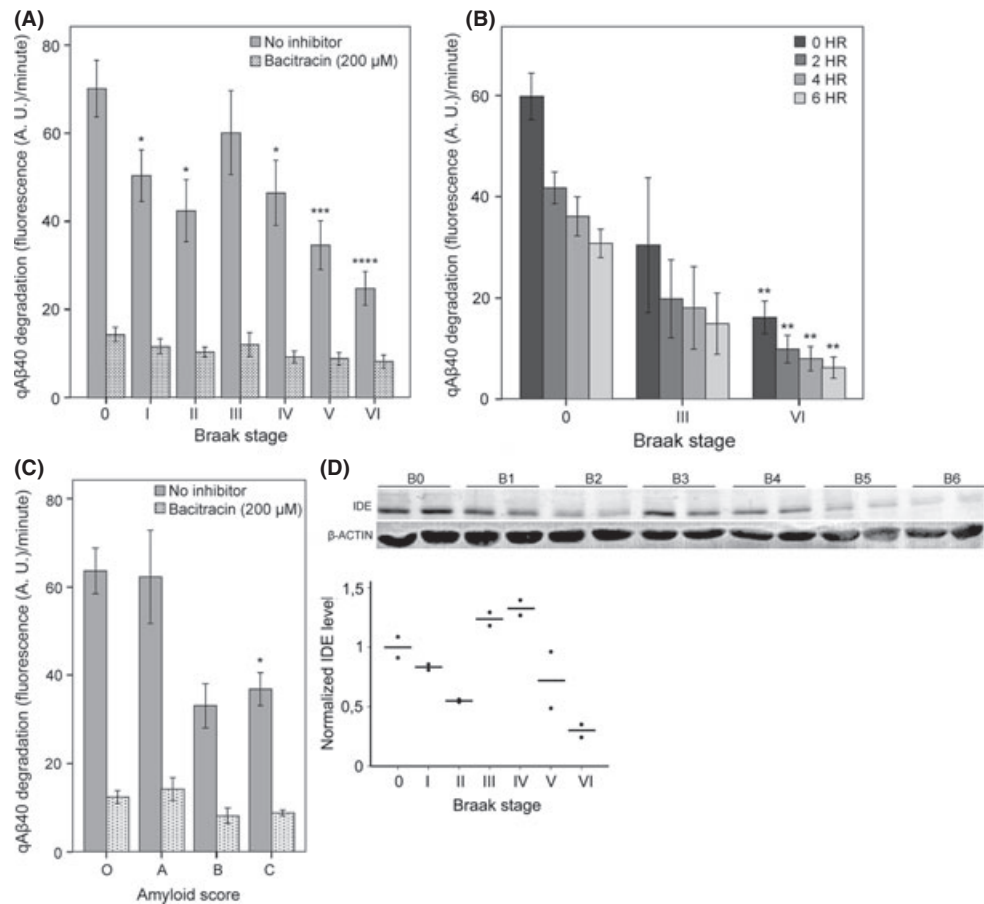 (A)
qAβ40 degradation (fluorescence (A. U.)/minute)
80
60
40
20
0
No inhibitor
Bacitracin (200 µM)
*
*
*
***
****
0 I II III IV V VI
Braak stage
(B)
qAβ40 degradation (fluorescence (A. U.)/minute)
60
40
20
0
0 HR
2 HR
4 HR
6 HR
** ** ** **
0 III VI
Braak stage
(C)
qAβ40 degradation (fluorescence (A. U.)/minute)
80
60
40
20
0
No inhibitor
Bacitracin (200 µM)
*
O A B C
Amyloid score
(D)
B0 B1 B2 B3 B4 B5 B6
IDE
β-ACTIN
Normalized IDE level
1,5
1
0,5
0
0 I II III IV V VI
Braak stage